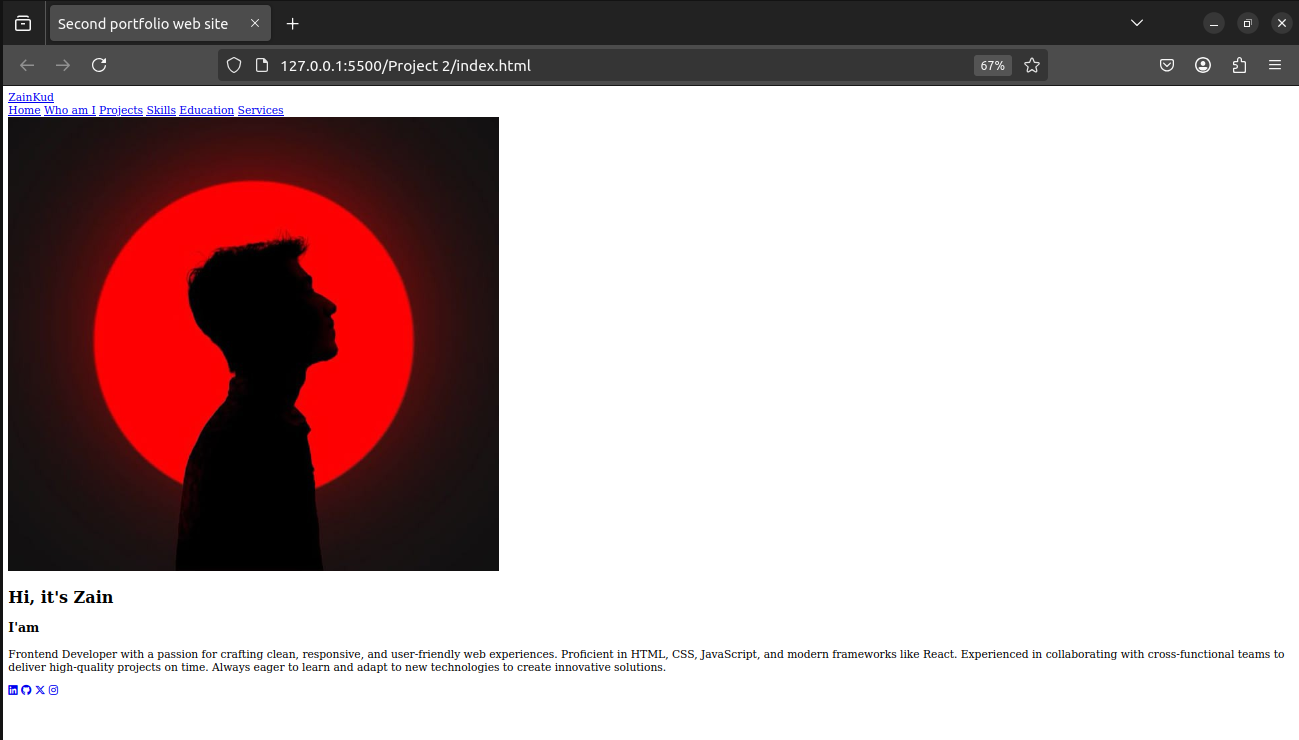 Second portfolio web site
127.0.0.1:5500/Project 2/index.html
67%
ZainKud
Home Who am I Projects Skills Education Services
Hi, it's Zain
I'am
Frontend Developer with a passion for crafting clean, responsive, and user-friendly web experiences. Proficient in HTML, CSS, JavaScript, and modern frameworks like React. Experienced in collaborating with cross-functional teams to
deliver high-quality projects on time. Always eager to learn and adapt to new technologies to create innovative solutions.